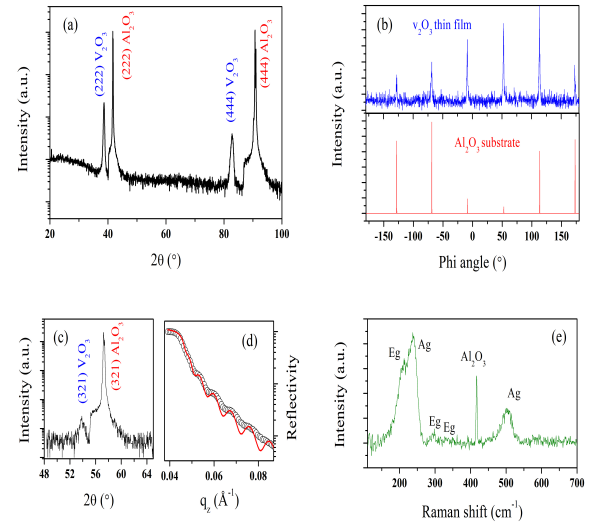 (a)
(222) V₂O₃
(222) Al₂O₃
(444) V₂O₃
(444) Al₂O₃
Intensity (a.u.)
20 40 60 80 100
2θ (°)
(b)
v₂O₃ thin film
Al₂O₃ substrate
Intensity (a.u.)
-150 -100 -50 0 50 100 150
Phi angle (°)
(c)
(321) V₂O₃
(321) Al₂O₃
Intensity (a.u.)
48 52 56 60 64
2θ (°)
(d)
Reflectivity
0.04 0.06 0.08
q_z (Å⁻¹)
(e)
Eg
Ag
Al₂O₃
Eg
Eg
Ag
Intensity (a.u.)
200 300 400 500 600 700
Raman shift (cm⁻¹)